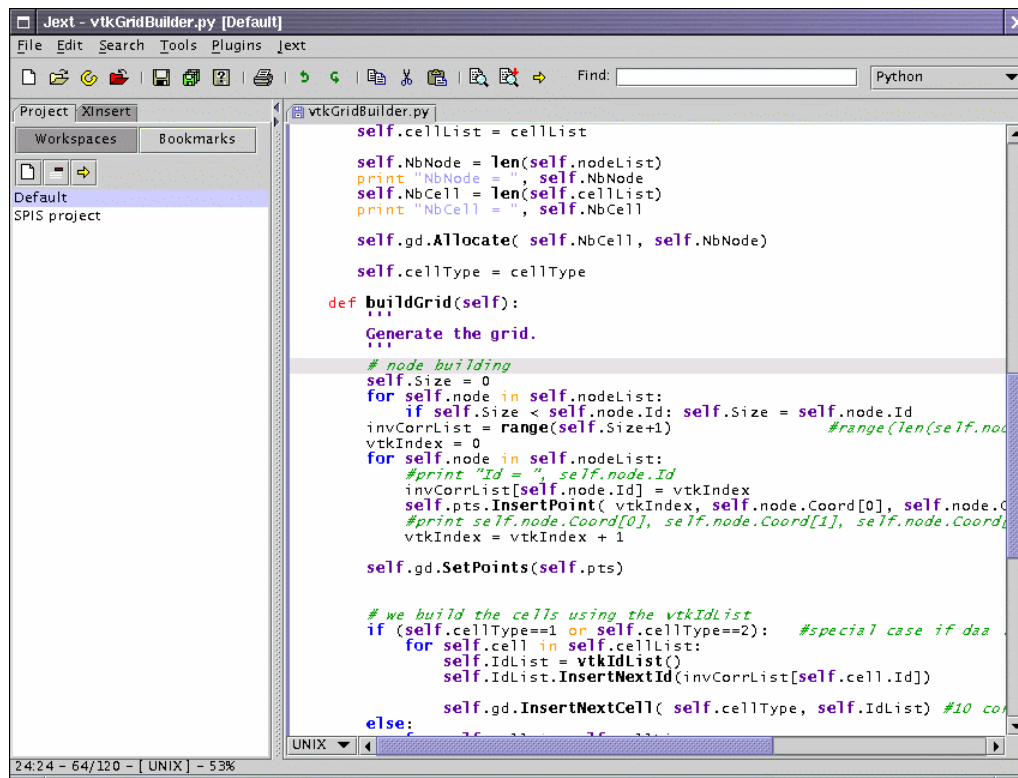 Jext - vtkGridBuilder.py [Default]
File Edit Search Tools Plugins Jext
Find: Python
Project XInsert
Workspaces Bookmarks
Default
SPIS project
vtkGridBuilder.py
self.cellList = cellList
self.NbNode = len(self.nodeList)
print "NbNode = ", self.NbNode
self.NbCell = len(self.cellList)
print "NbCell = ", self.NbCell
self.gd.Allocate( self.NbCell, self.NbNode)
self.cellType = cellType
def buildGrid(self):
'''
Generate the grid.
'''
# node building
self.Size = 0
for self.node in self.nodeList:
if self.Size < self.node.Id: self.Size = self.node.Id
invCorrList = range(self.Size+1) #range(len(self.nod
vtkIndex = 0
for self.node in self.nodeList:
#print "Id = ", self.node.Id
invCorrList[self.node.Id] = vtkIndex
self.pts.InsertPoint( vtkIndex, self.node.Coord[0], self.node.C
#print self.node.Coord[0], self.node.Coord[1], self.node.Coord[
vtkIndex = vtkIndex + 1
self.gd.SetPoints(self.pts)
# we build the cells using the vtkIdList
if (self.cellType==1 or self.cellType==2): #special case if daa
for self.cell in self.cellList:
self.IdList = vtkIdList()
self.IdList.InsertNextId(invCorrList[self.cell.Id])
self.gd.InsertNextCell( self.cellType, self.IdList) #10 cor
else:
UNIX
24:24 - 64/120 - [ UNIX ] - 53%